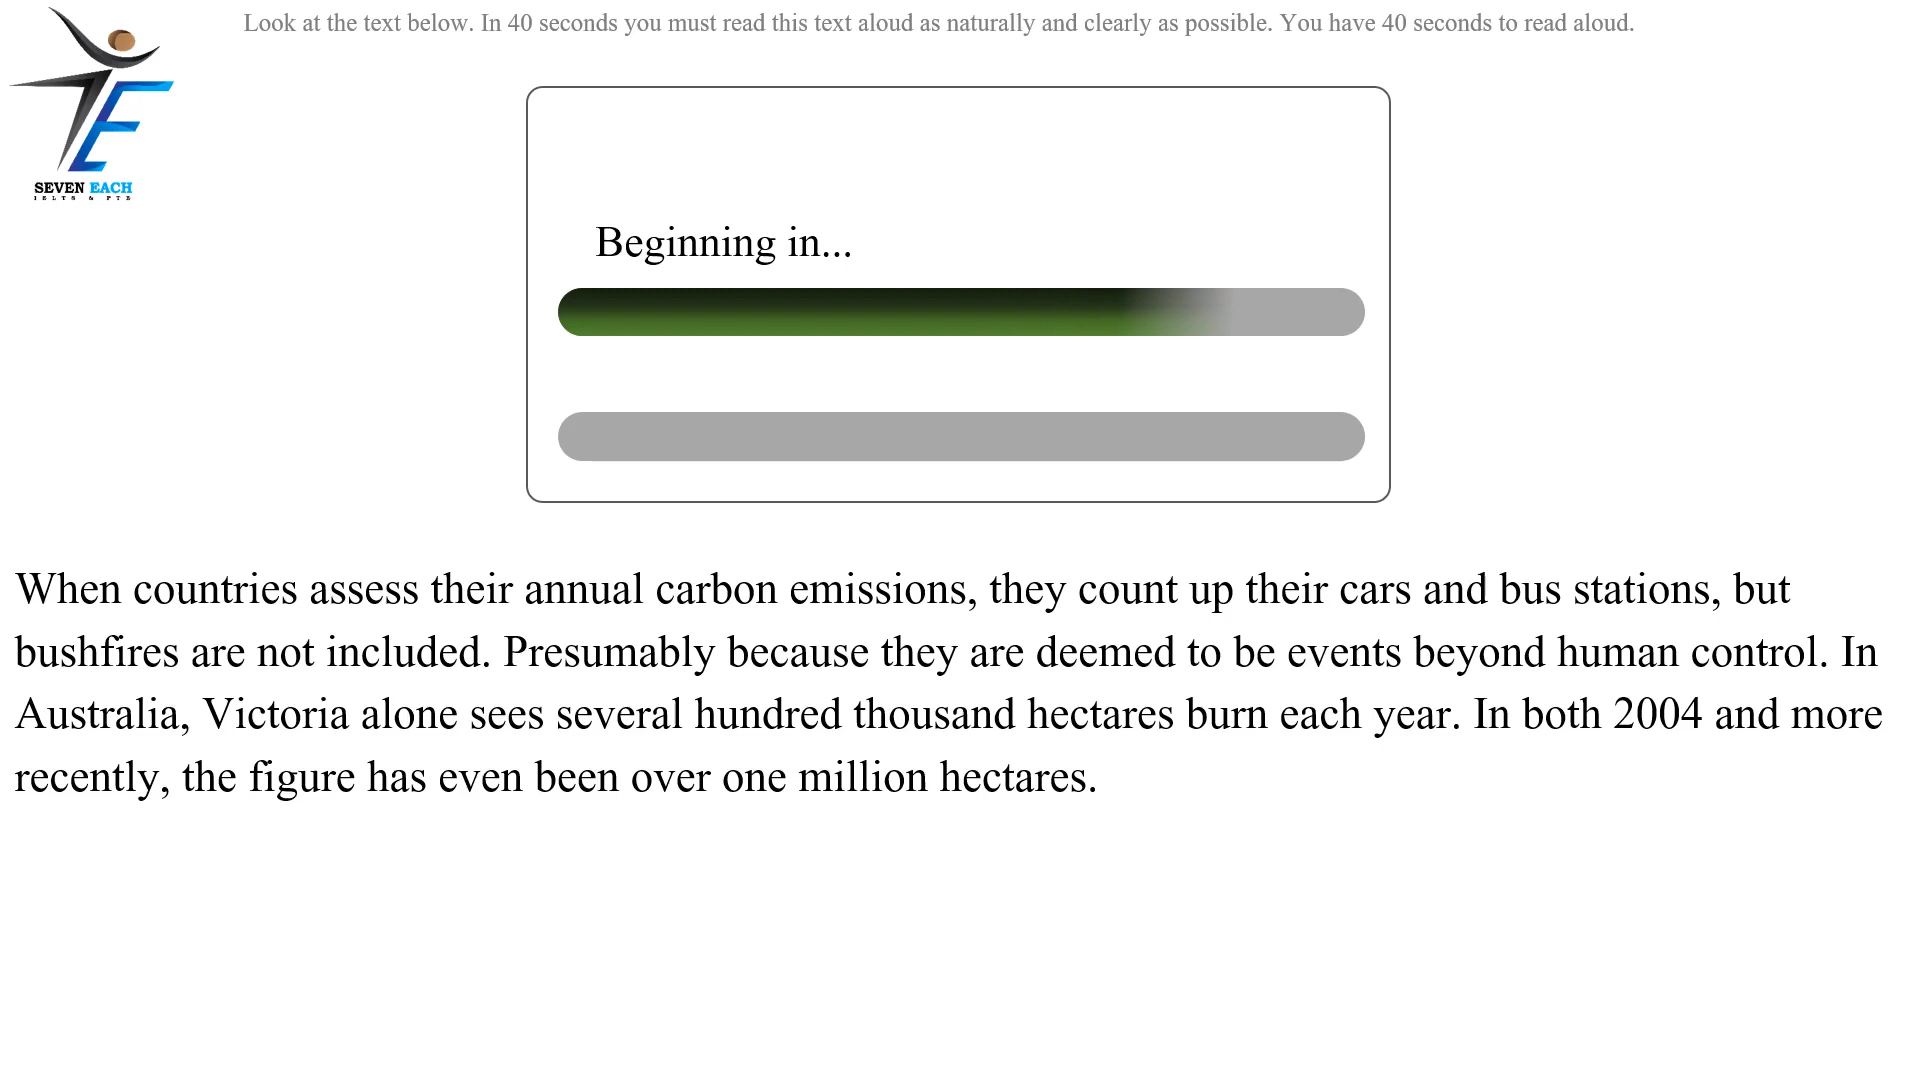 Look at the text below. In 40 seconds you must read this text aloud as naturally and clearly as possible. You have 40 seconds to read aloud.
SEVEN EACH
IELTS & PTE
Beginning in...
When countries assess their annual carbon emissions, they count up their cars and bus stations, but
bushfires are not included. Presumably because they are deemed to be events beyond human control. In
Australia, Victoria alone sees several hundred thousand hectares burn each year. In both 2004 and more
recently, the figure has even been over one million hectares.